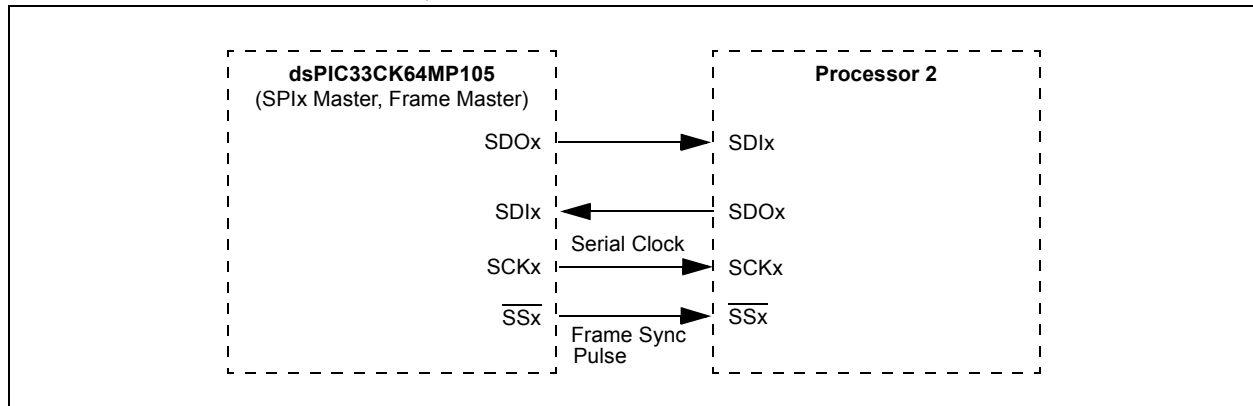 dsPIC33CK64MP105
(SPIx Master, Frame Master)
Processor 2
SDOx
SDIx
SDIx
SDOx
Serial Clock
SCKx
SCKx
SSx
SSx
Frame Sync
Pulse